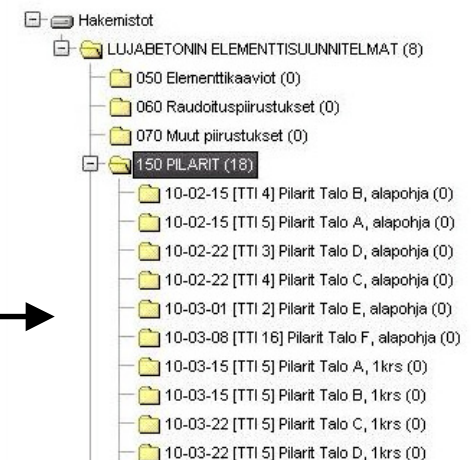 Hakemistot
LUJABETONIN ELEMENTTISUUNNITELMAT (8)
050 Elementtikaaviot (0)
060 Raudoituspiirustukset (0)
070 Muut piirustukset (0)
150 PILARIT (18)
10-02-15 [TTI 4] Pilarit Talo B, alapohja (0)
10-02-15 [TTI 5] Pilarit Talo A, alapohja (0)
10-02-22 [TTI 3] Pilarit Talo D, alapohja (0)
10-02-22 [TTI 4] Pilarit Talo C, alapohja (0)
10-03-01 [TTI 2] Pilarit Talo E, alapohja (0)
10-03-08 [TTI 16] Pilarit Talo F, alapohja (0)
10-03-15 [TTI 5] Pilarit Talo A, 1krs (0)
10-03-15 [TTI 5] Pilarit Talo B, 1krs (0)
10-03-22 [TTI 5] Pilarit Talo C, 1krs (0)
10-03-22 [TTI 5] Pilarit Talo D, 1krs (0)